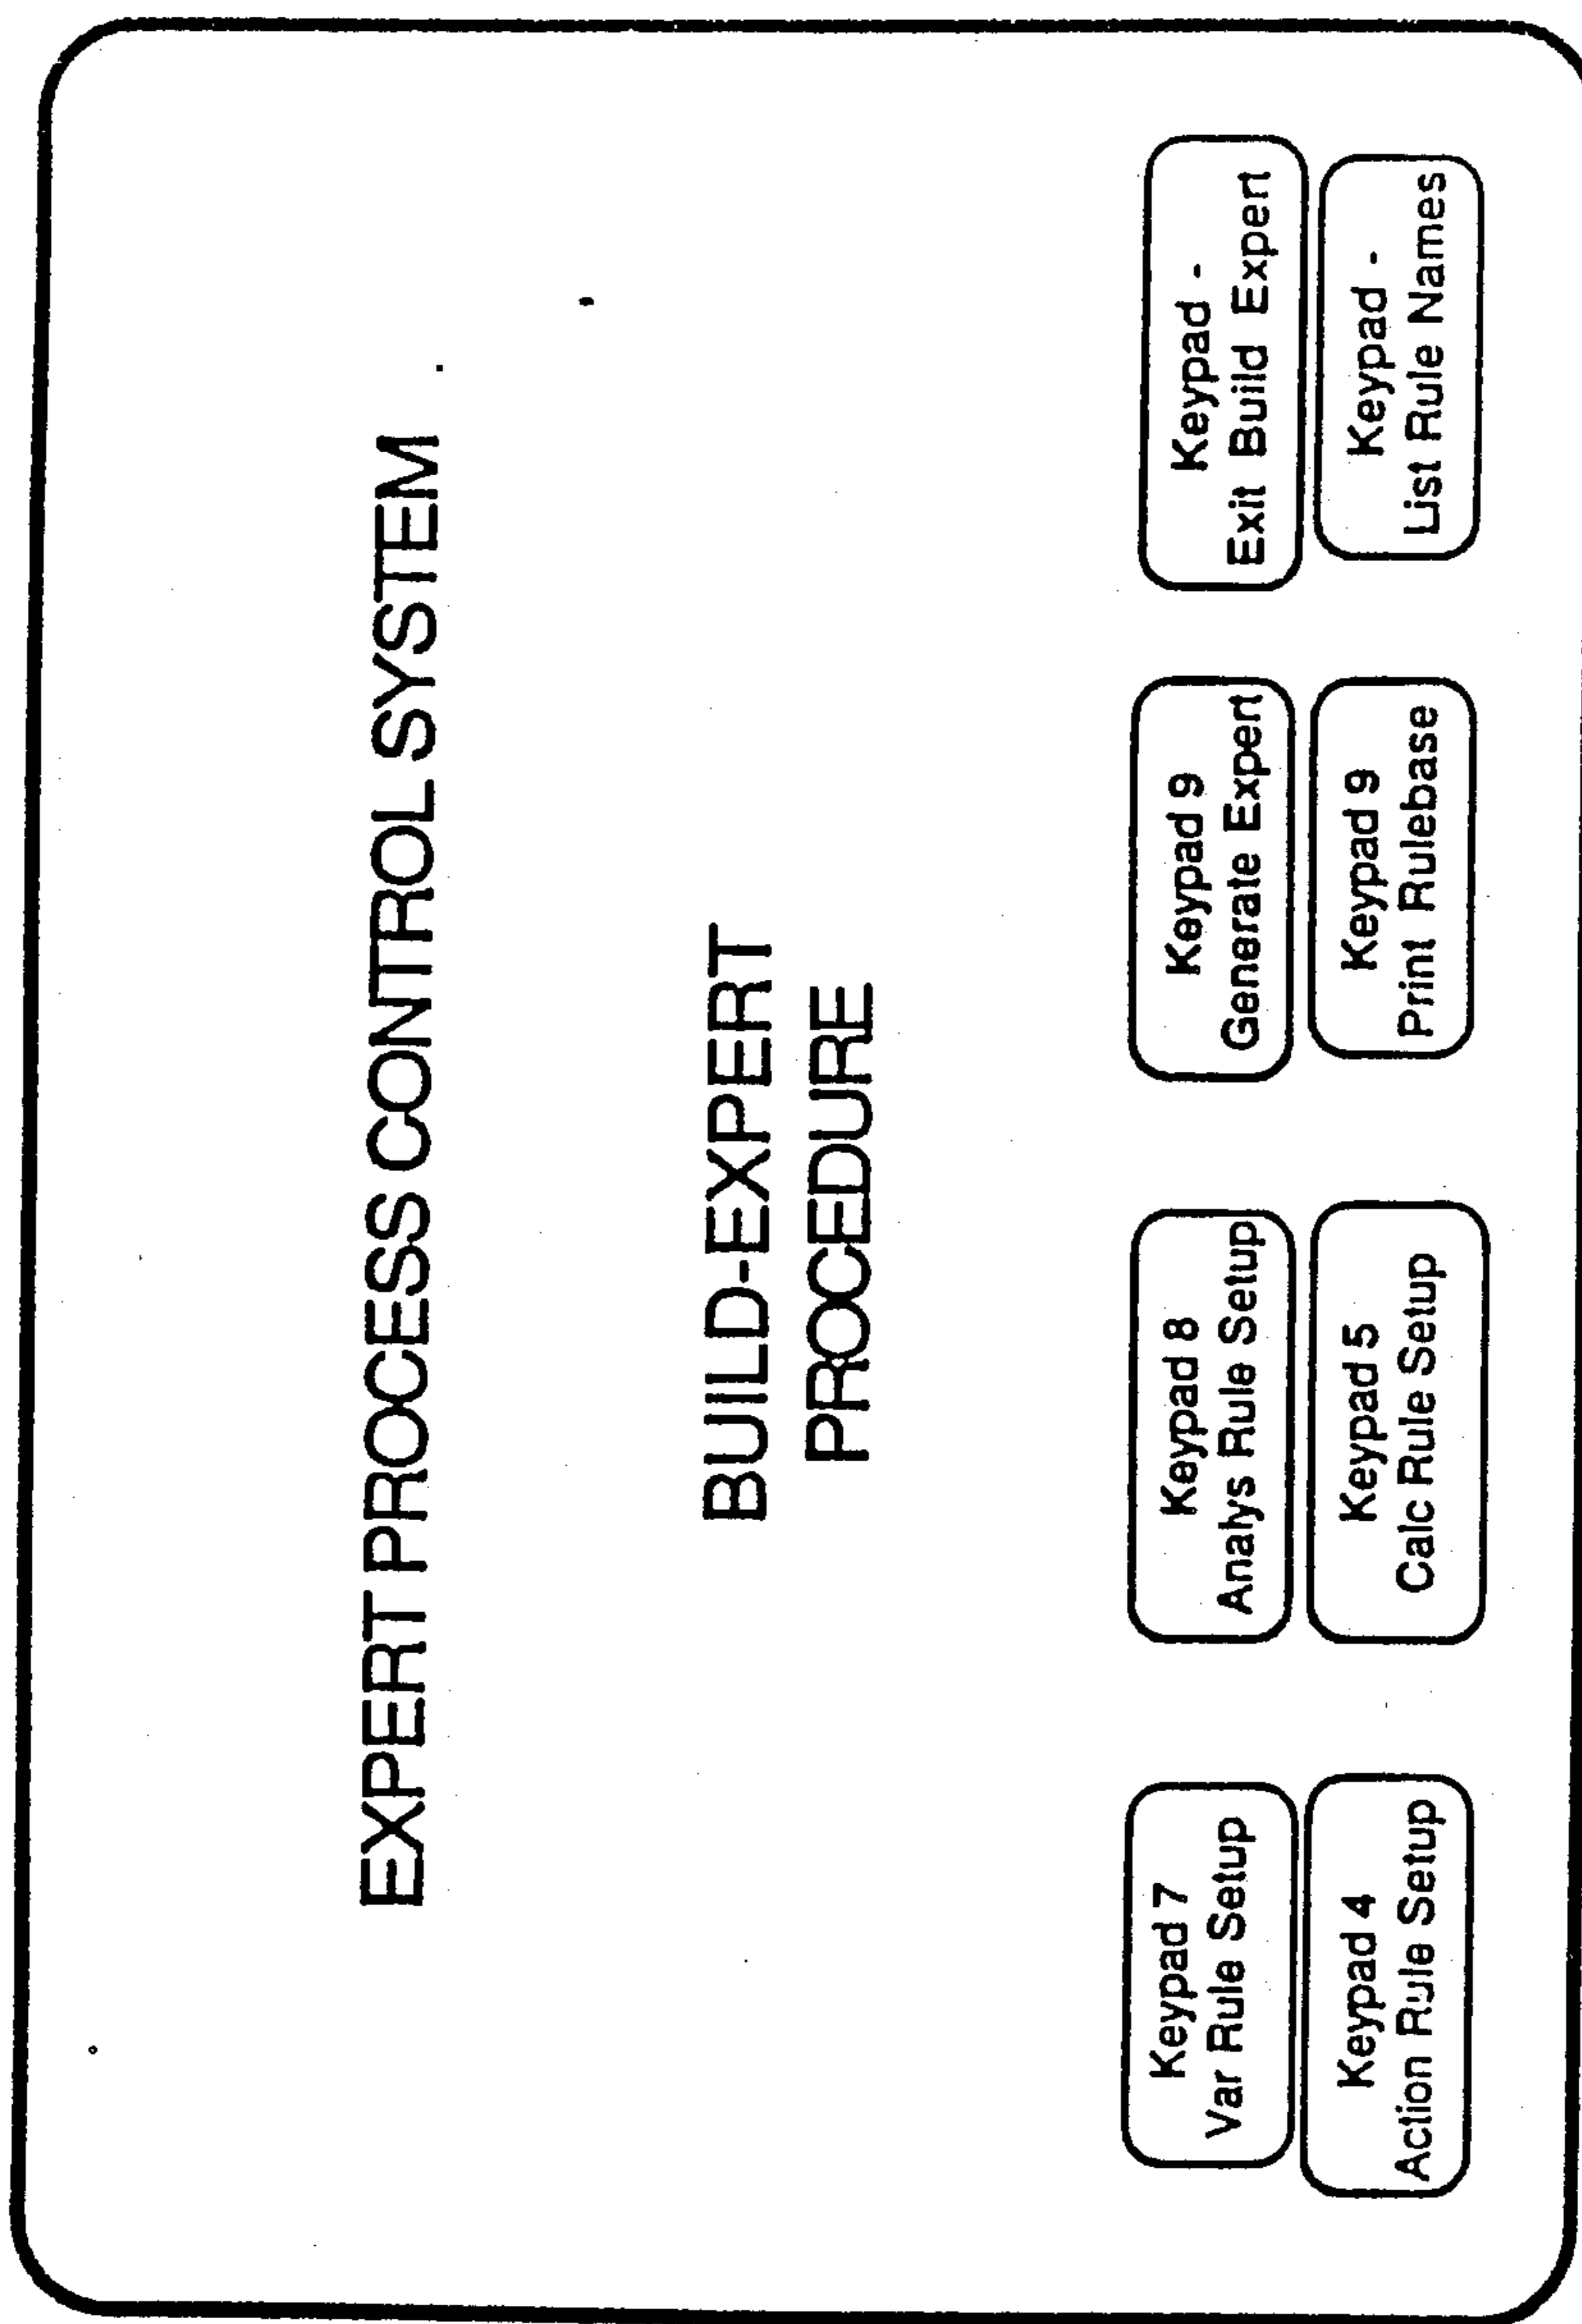 EXPERT PROCESS CONTROL SYSTEM
BUILD-EXPERT
PROCEDURE
Keypad 7
Var Rule Setup
Keypad 8
Analys Rule Setup
Keypad 9
Generate Expert
Keypad -
Exit Build Expert
Keypad 4
Action Rule Setup
Keypad 5
Calc Rule Setup
Keypad 9
Print Rulebase
Keypad -
List Rule Names